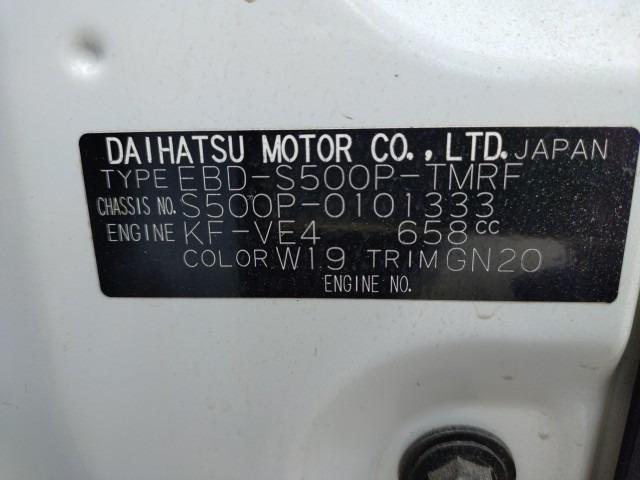 DAIHATSU MOTOR CO., LTD. JAPAN
TYPE EBD-S500P-TMRF
CHASSIS NO. S500P-0101333
ENGINE KF-VE4 658cc
COLOR W19 TRIM GN20
ENGINE NO.